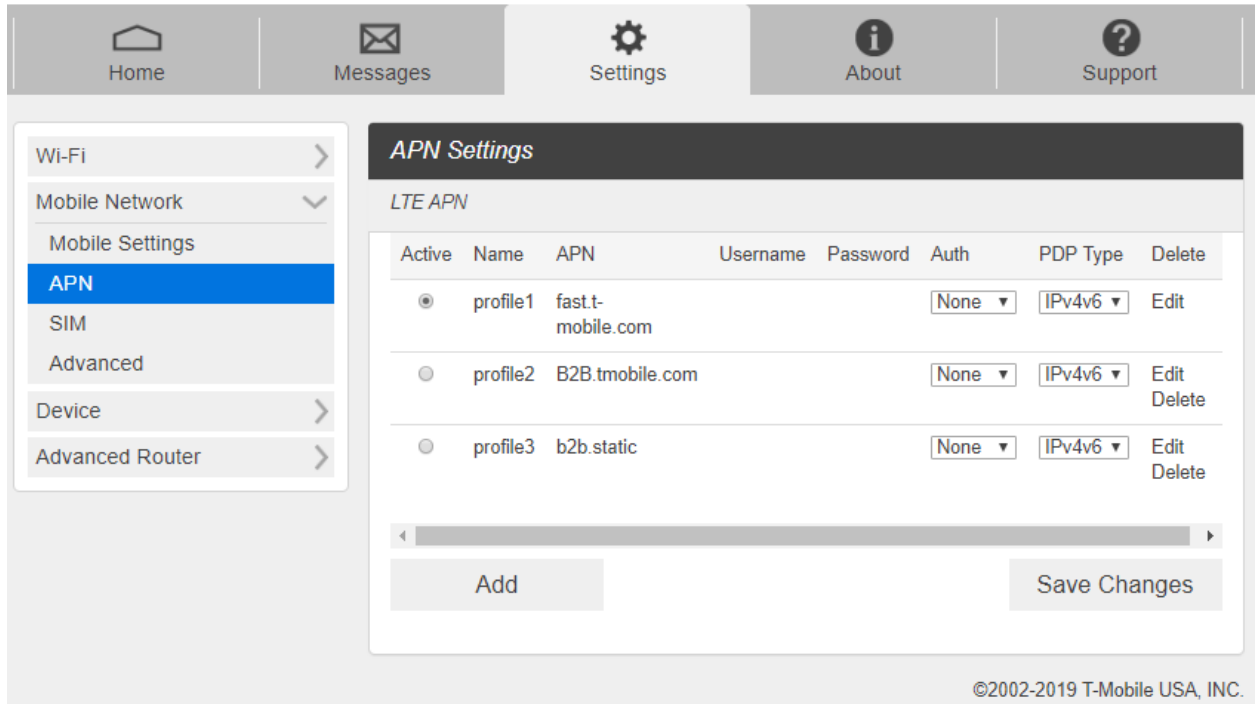 Home Messages Settings About Support
Wi-Fi
Mobile Network
Mobile Settings
APN
SIM
Advanced
Device
Advanced Router
APN Settings
LTE APN
Active Name APN Username Password Auth PDP Type Delete
profile1 fast.t- None IPv4v6 Edit
mobile.com
profile2 B2B.tmobile.com None IPv4v6 Edit
Delete
profile3 b2b.static None IPv4v6 Edit
Delete
Add Save Changes
©2002-2019 T-Mobile USA, INC.